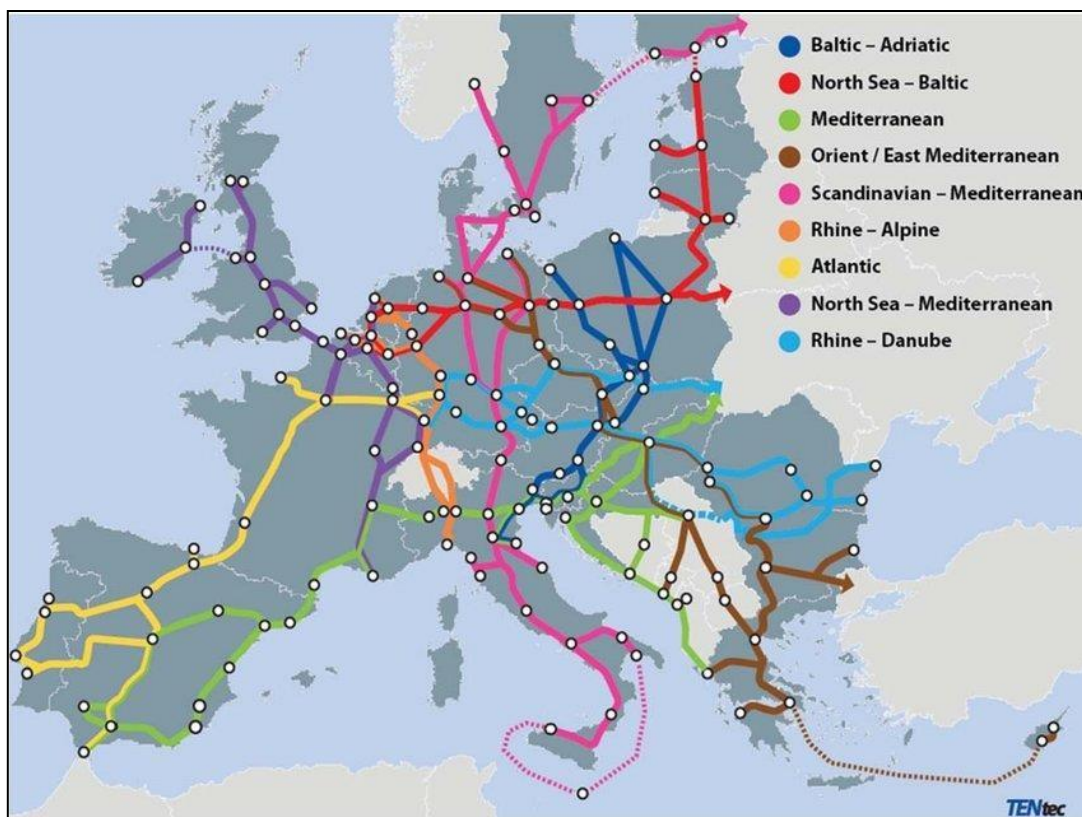 Baltic – Adriatic
North Sea – Baltic
Mediterranean
Orient / East Mediterranean
Scandinavian – Mediterranean
Rhine – Alpine
Atlantic
North Sea – Mediterranean
Rhine – Danube
TENtec